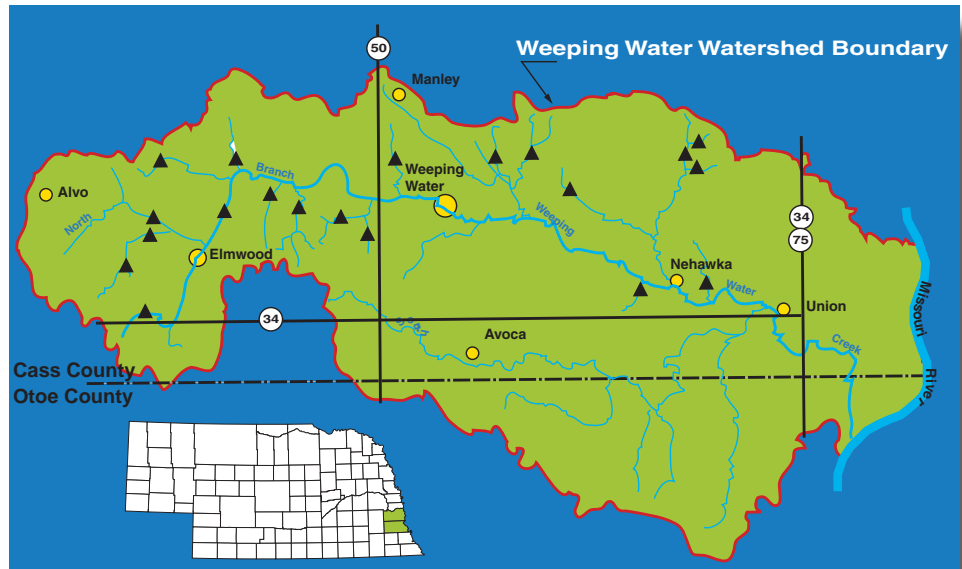 50
Weeping Water Watershed Boundary
Manley
Branch
Weeping
Water
Alvo
North
Weeping
34
75
Elmwood
Nehawka
Water
Missouri
River
34
Union
Avoca
Creek
Cass County
Otoe County